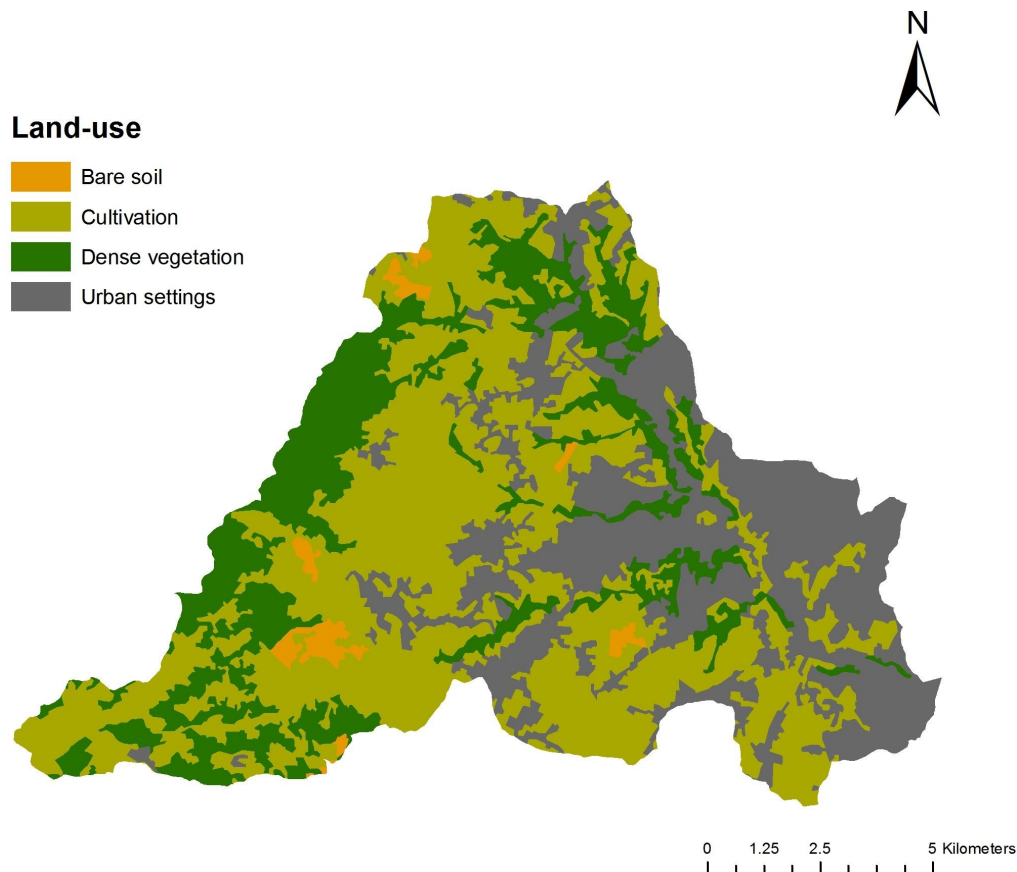 N
Land-use
Bare soil
Cultivation
Dense vegetation
Urban settings
0 1.25 2.5 5 Kilometers